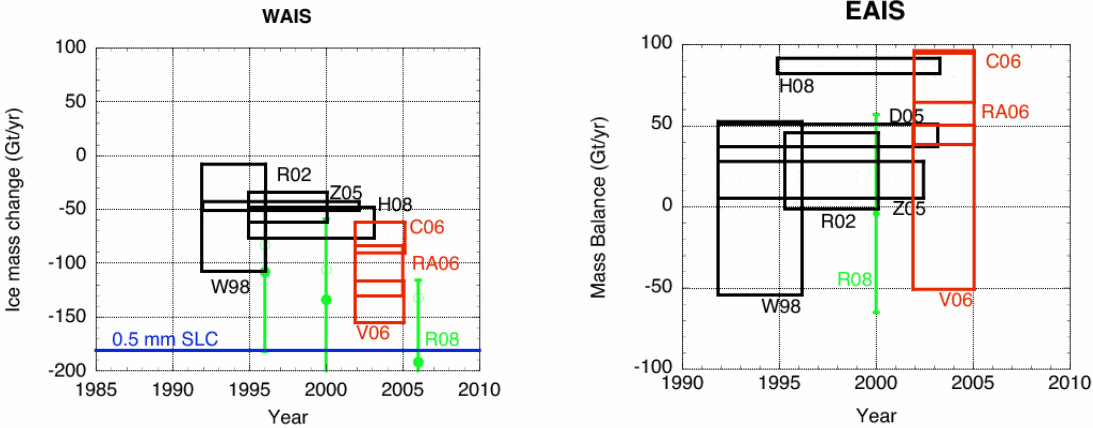 WAIS
EAIS
Ice mass change (Gt/yr)
100
50
0
-50
-100
-150
-200
1985
1990
1995
2000
2005
2010
Year
R02
Z05
H08
C06
RA06
W98
V06
R08
0.5 mm SLC
Mass Balance (Gt/yr)
100
50
0
-50
-100
1990
1995
2000
2005
2010
Year
C06
H08
RA06
D05
Z05
R02
R08
V06
W98